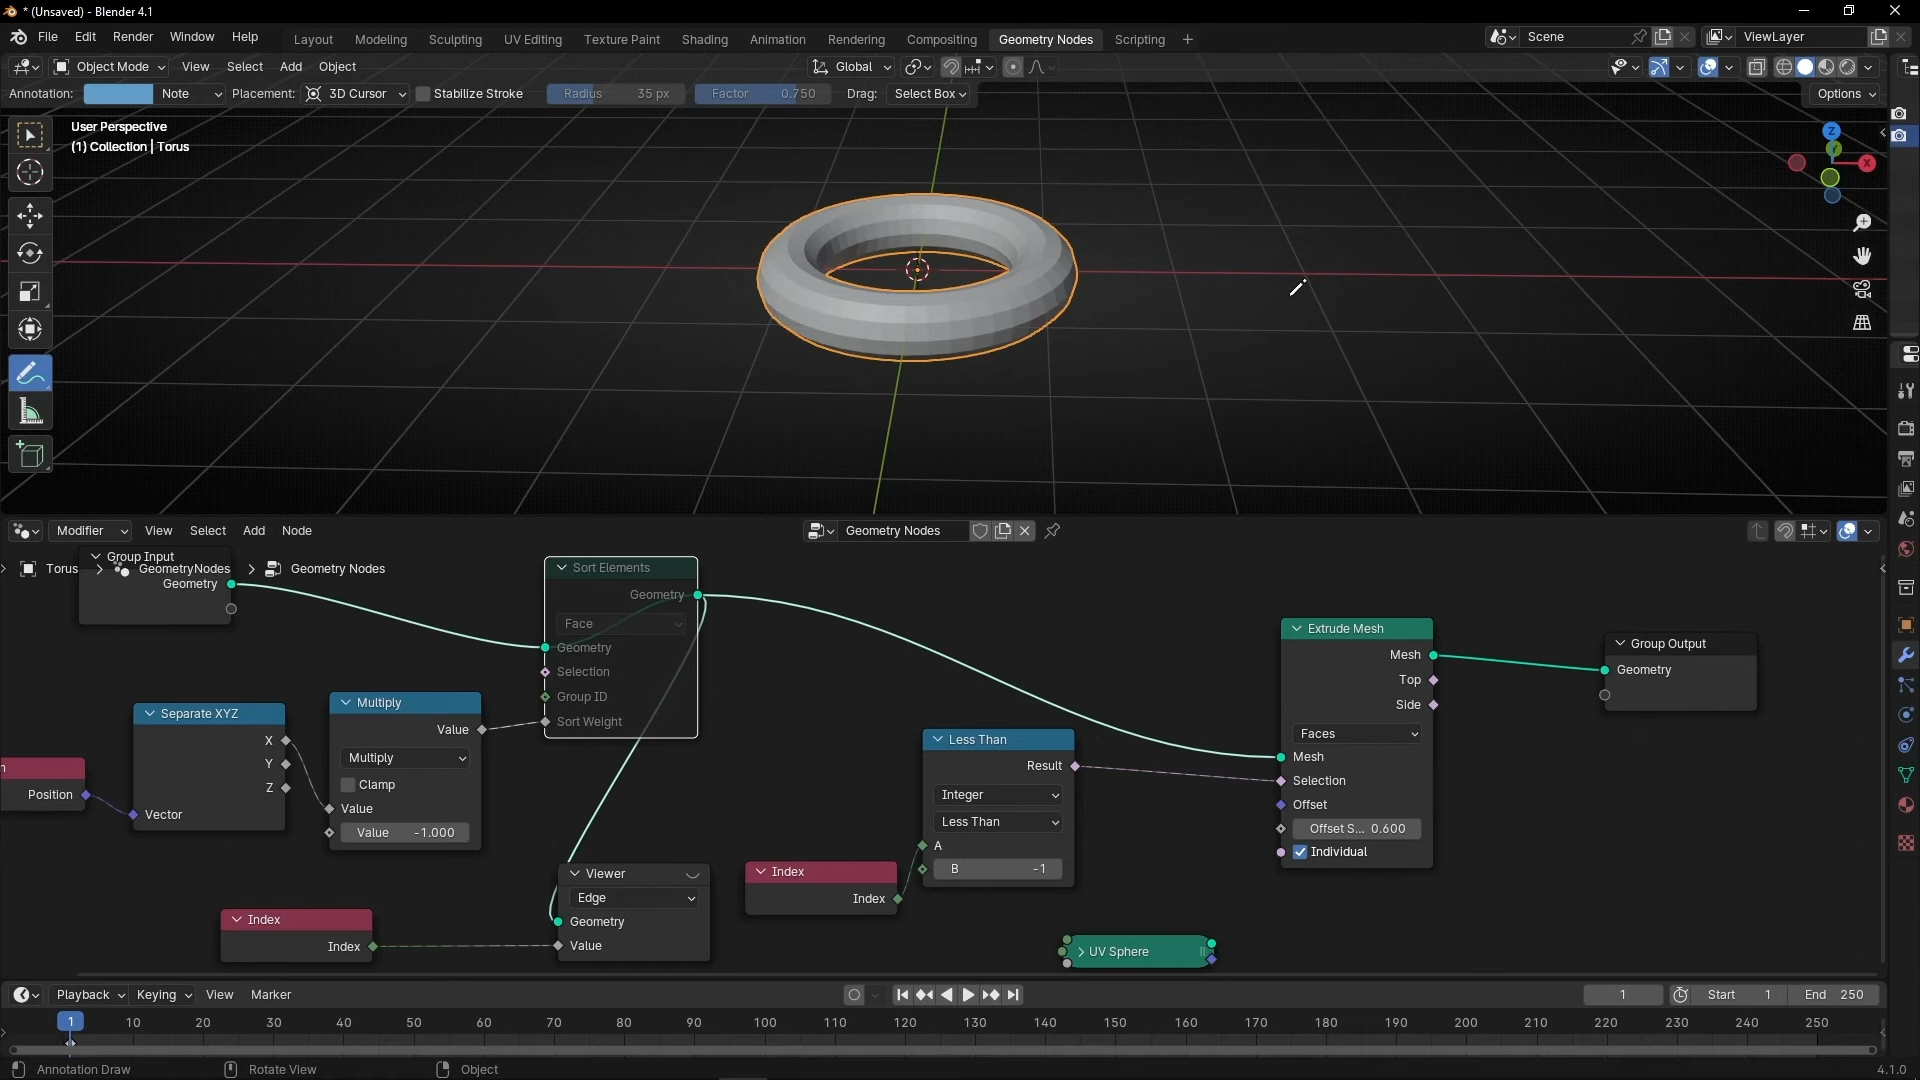 * (Unsaved) - Blender 4.1
File Edit Render Window Help
Layout Modeling Sculpting UV Editing Texture Paint Shading Animation Rendering Compositing Geometry Nodes Scripting +
Scene
ViewLayer
Object Mode View Select Add Object
Global
Annotation: Note Placement: 3D Cursor Stabilize Stroke Radius 35 px Factor 0.750 Drag: Select Box
Options
User Perspective
(1) Collection | Torus
Z
Y
X
Modifier View Select Add Node
Geometry Nodes
Torus > GeometryNodes > Geometry Nodes
Group Input
Geometry
Sort Elements
Geometry
Face
Geometry
Selection
Group ID
Sort Weight
Separate XYZ
X
Y
Z
Vector
Position
Multiply
Value
Multiply
Clamp
Value
Value -1.000
Index
Index
Viewer
Edge
Geometry
Value
Index
Index
Less Than
Result
Integer
Less Than
A
B -1
UV Sphere
Extrude Mesh
Mesh
Top
Side
Faces
Mesh
Selection
Offset
Offset S... 0.600
Individual
Group Output
Geometry
Playback Keying View Marker
1 Start 1 End 250
1 10 20 30 40 50 60 70 80 90 100 110 120 130 140 150 160 170 180 190 200 210 220 230 240 250
Annotation Draw Rotate View Object
4.1.0